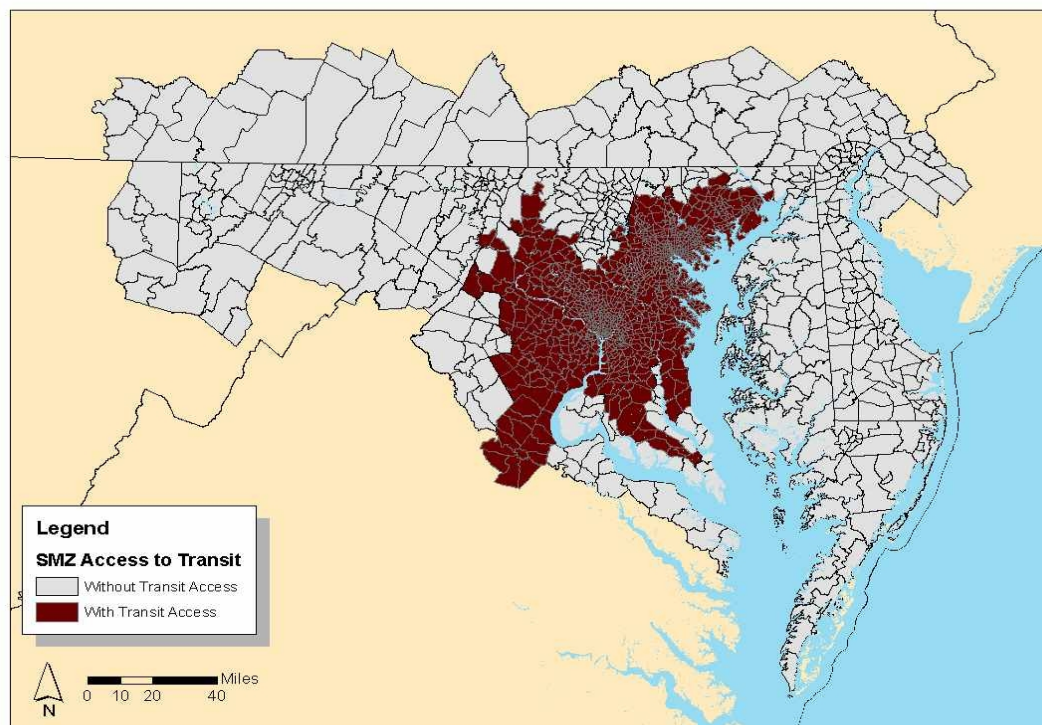 Legend
SMZ Access to Transit
Without Transit Access
With Transit Access
Miles
0 10 20 40
N